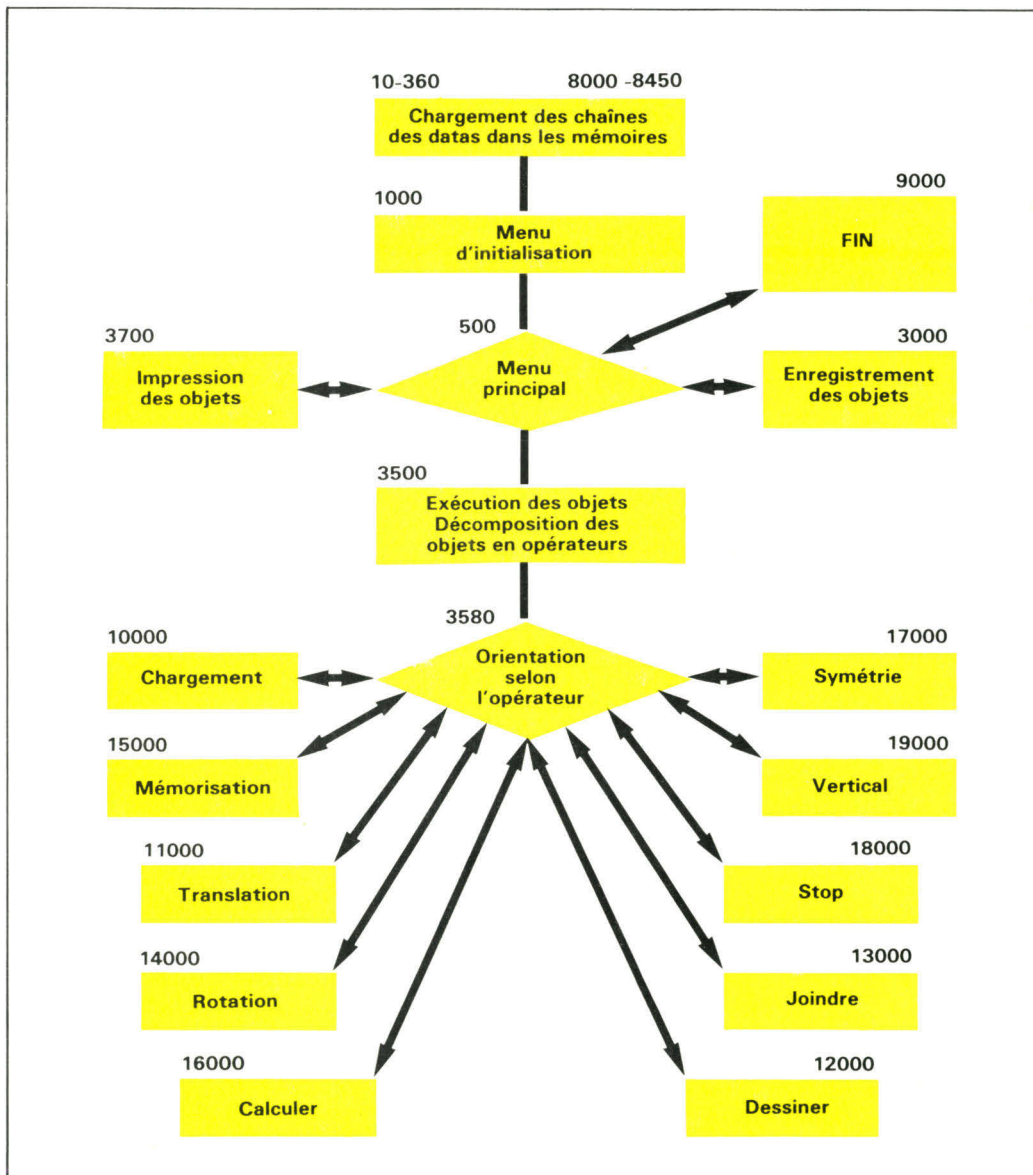 10-360 8000 -8450
Chargement des chaînes
des datas dans les mémoires
1000
Menu
d'initialisation
9000
FIN
500
Menu
principal
3700
Impression
des objets
3000
Enregistrement
des objets
3500
Exécution des objets
Décomposition des
objets en opérateurs
3580
Orientation
selon
l'opérateur
10000
Chargement
17000
Symétrie
15000
Mémorisation
19000
Vertical
11000
Translation
18000
Stop
14000
Rotation
13000
Joindre
16000
Calculer
12000
Dessiner